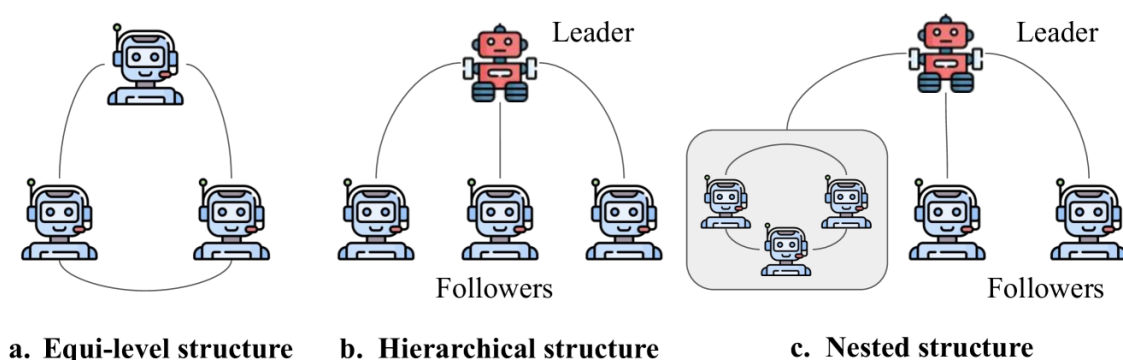 Leader
Leader
Followers
Followers
a. Equi-level structure
b. Hierarchical structure
c. Nested structure